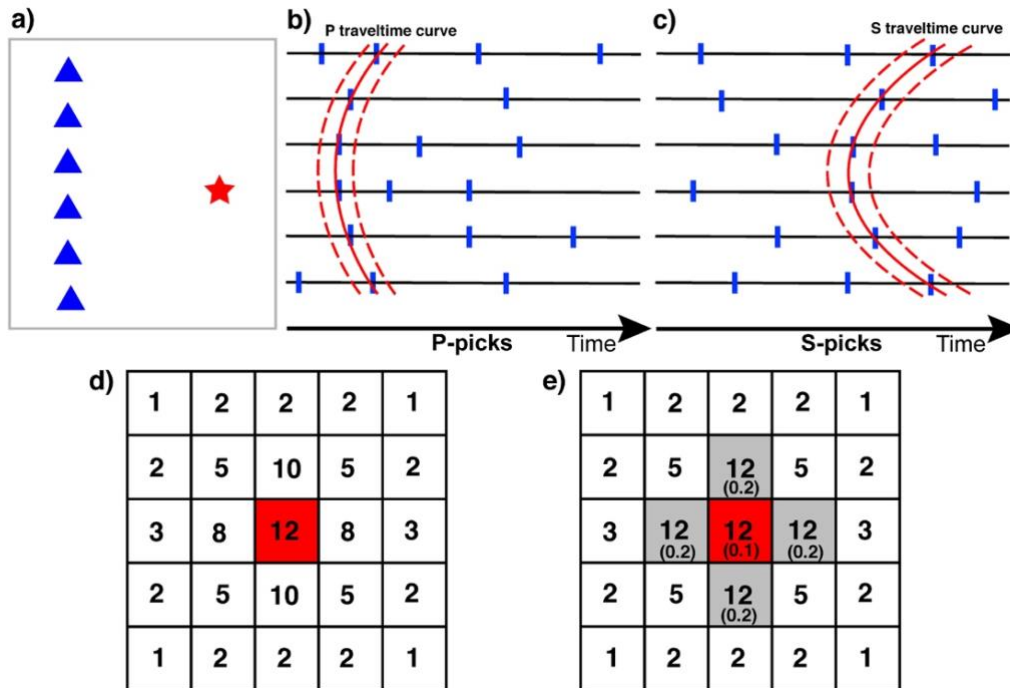 a)
b)
P traveltime curve
c)
S traveltime curve
P-picks
Time
S-picks
Time
d)
1 2 2 2 1
2 5 10 5 2
3 8 12 8 3
2 5 10 5 2
1 2 2 2 1
e)
1 2 2 2 1
2 5 12 5 2
(0.2)
3 12 12 12 3
(0.2) (0.1) (0.2)
2 5 12 5 2
(0.2)
1 2 2 2 1